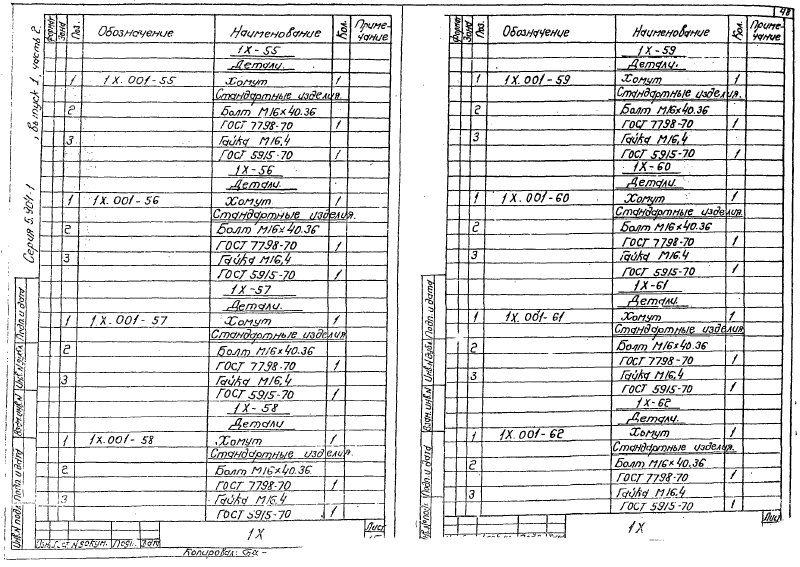 Формат Зона Поз. Обозначение Наименование Кол. Приме-чание
1Х-55
Детали.
1 1Х.001-55 Хомут 1
Стандартные изделия.
2 Болт М16×40.36
ГОСТ 7798-70 1
3 Гайка М16.4
ГОСТ 5915-70 1
1Х-56
Детали.
1 1Х.001-56 Хомут 1
Стандартные изделия.
2 Болт М16×40.36
ГОСТ 7798-70 1
3 Гайка М16.4
ГОСТ 5915-70 1
1Х-57
Детали.
1 1Х.001-57 Хомут 1
Стандартные изделия
2 Болт М16×40.36
ГОСТ 7798-70 1
3 Гайка М16.4
ГОСТ 5915-70 1
1Х-58
Детали
1 1Х.001-58 Хомут 1
Стандартные изделия.
2 Болт М16×40.36
ГОСТ 7798-70 1
3 Гайка М16.4
ГОСТ 5915-70 1
1Х
Лист
Копировал:
Серия 5.904-1, Выпуск 1, часть 2.
Инв.N подл. Подп. и дата Взам.инв.N Инв.N дубл. Подп. и дата
48
Формат Зона Поз. Обозначение Наименование Кол. Приме-чание
1Х-59
Детали.
1 1Х.001-59 Хомут 1
Стандартные изделия.
2 Болт М16×40.36
ГОСТ 7798-70 1
3 Гайка М16.4
ГОСТ 5915-70 1
1Х-60
Детали.
1 1Х.001-60 Хомут 1
Стандартные изделия.
2 Болт М16×40.36
ГОСТ 7798-70 1
3 Гайка М16.4
ГОСТ 5915-70 1
1Х-61
Детали.
1 1Х.001-61 Хомут 1
Стандартные изделия
2 Болт М16×40.36
ГОСТ 7798-70 1
3 Гайка М16.4
ГОСТ 5915-70 1
1Х-62
Детали.
1 1Х.001-62 Хомут 1
Стандартные изделия.
2 Болт М16×40.36
ГОСТ 7798-70 1
3 Гайка М16.4
ГОСТ 5915-70 1
1Х
Лист
Инв.N подл. Подп. и дата Взам.инв.N Инв.N дубл. Подп. и дата